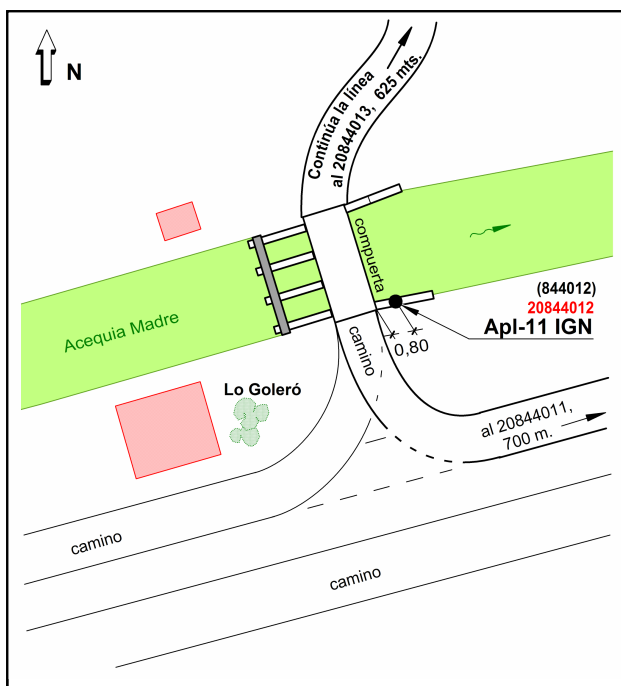 N
Continúa la línea
al 20844013, 625 mts.
compuerta
(844012)
20844012
Apl-11 IGN
Acequia Madre
camino
0,80
Lo Goleró
al 20844011,
700 m.
camino
camino